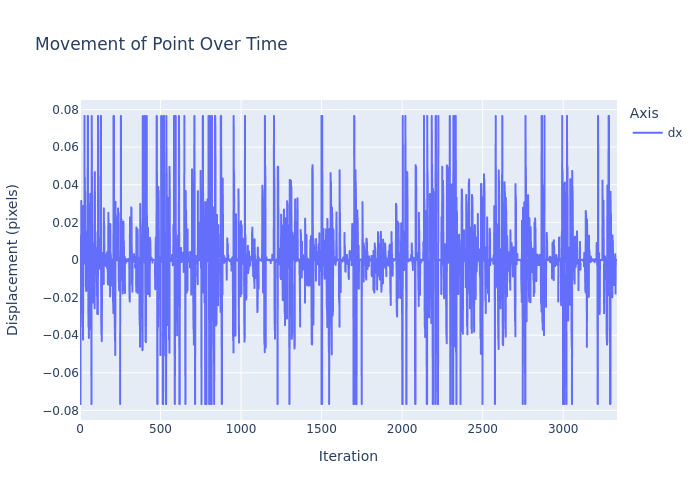 Movement of Point Over Time
Axis
dx
0.08
0.06
0.04
0.02
0
−0.02
−0.04
−0.06
−0.08
Displacement (pixels)
0 500 1000 1500 2000 2500 3000
Iteration